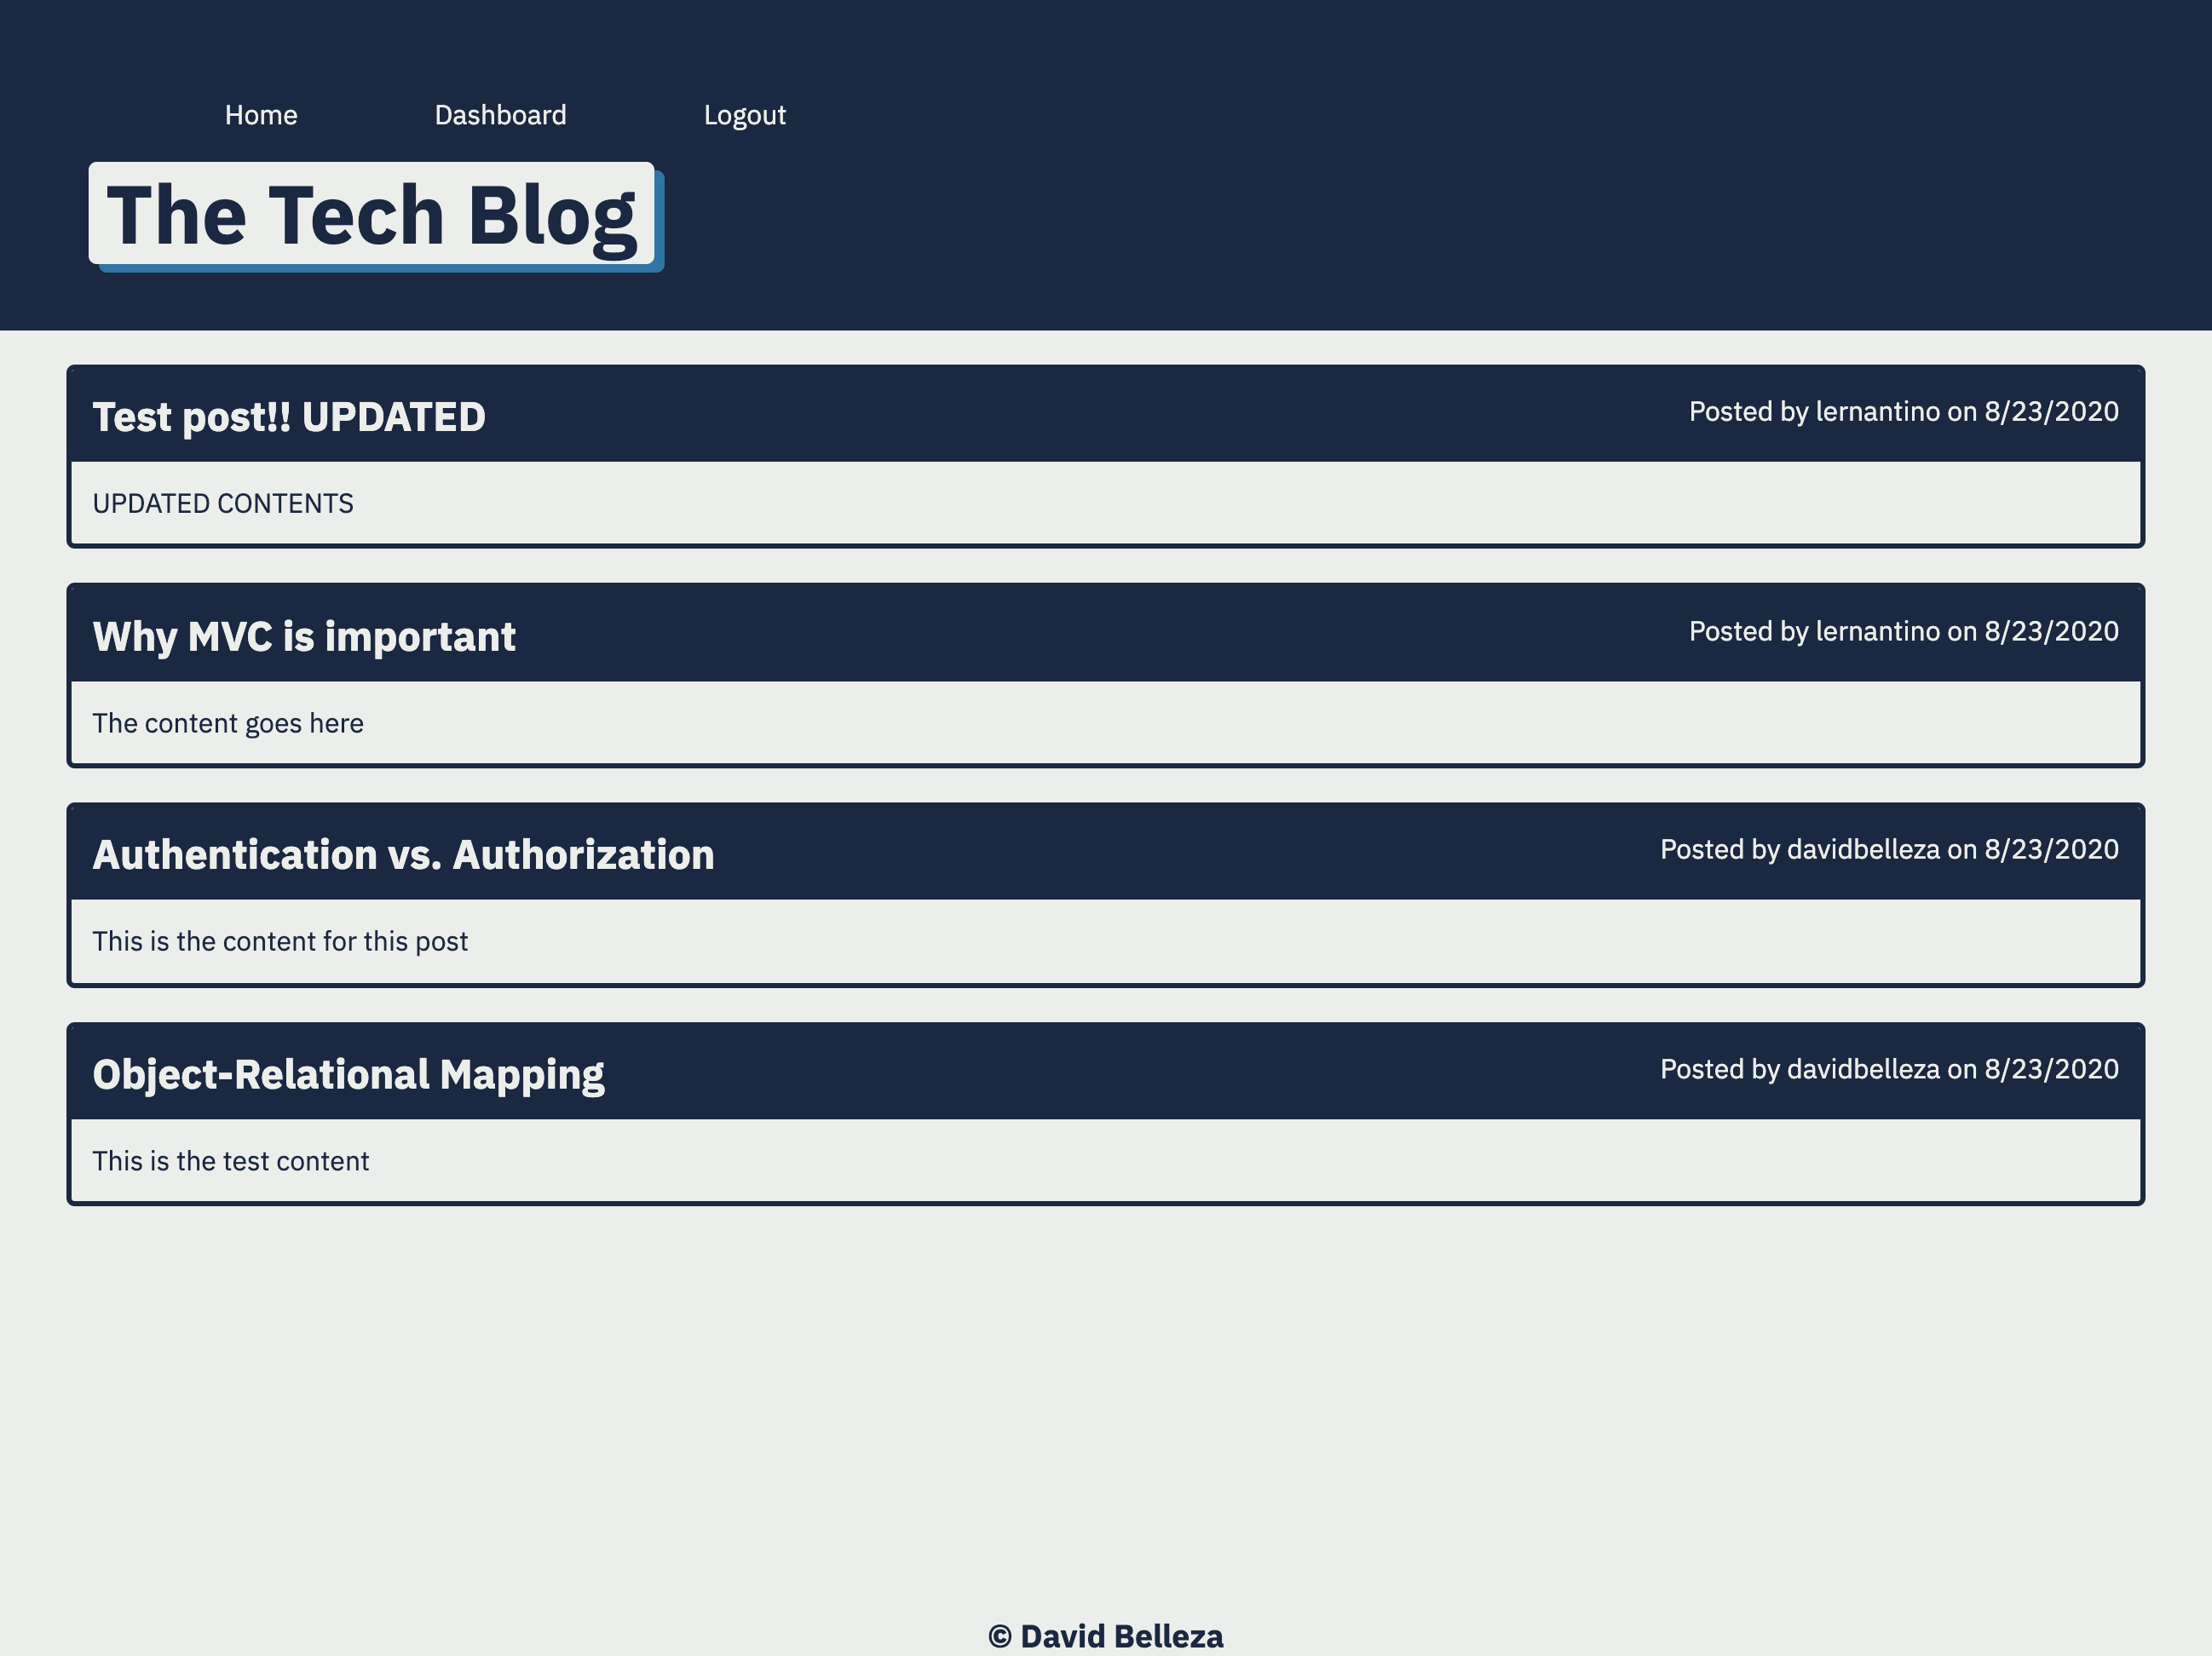 Home Dashboard Logout
The Tech Blog
Test post!! UPDATED Posted by lernantino on 8/23/2020
UPDATED CONTENTS
Why MVC is important Posted by lernantino on 8/23/2020
The content goes here
Authentication vs. Authorization Posted by davidbelleza on 8/23/2020
This is the content for this post
Object-Relational Mapping Posted by davidbelleza on 8/23/2020
This is the test content
© David Belleza